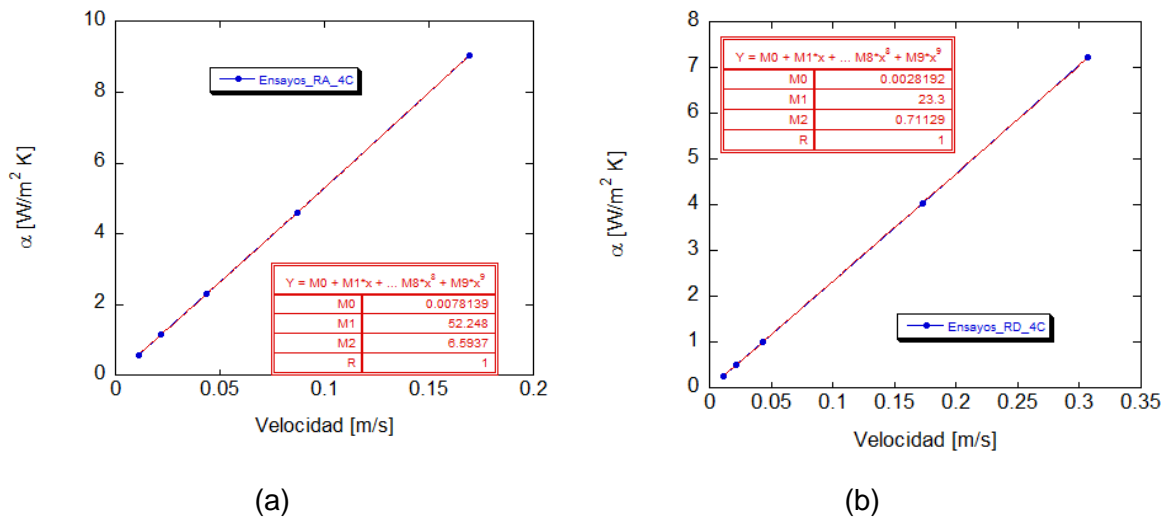 10
8
6
4
2
0
α [W/m² K]
Ensayos_RA_4C
Y = M0 + M1*x + ... M8*x⁸ + M9*x⁹
M0 0.0078139
M1 52.248
M2 6.5937
R 1
0 0.05 0.1 0.15 0.2
Velocidad [m/s]
(a)
8
7
6
5
4
3
2
1
0
α [W/m² K]
Y = M0 + M1*x + ... M8*x⁸ + M9*x⁹
M0 0.0028192
M1 23.3
M2 0.71129
R 1
Ensayos_RD_4C
0 0.05 0.1 0.15 0.2 0.25 0.3 0.35
Velocidad [m/s]
(b)